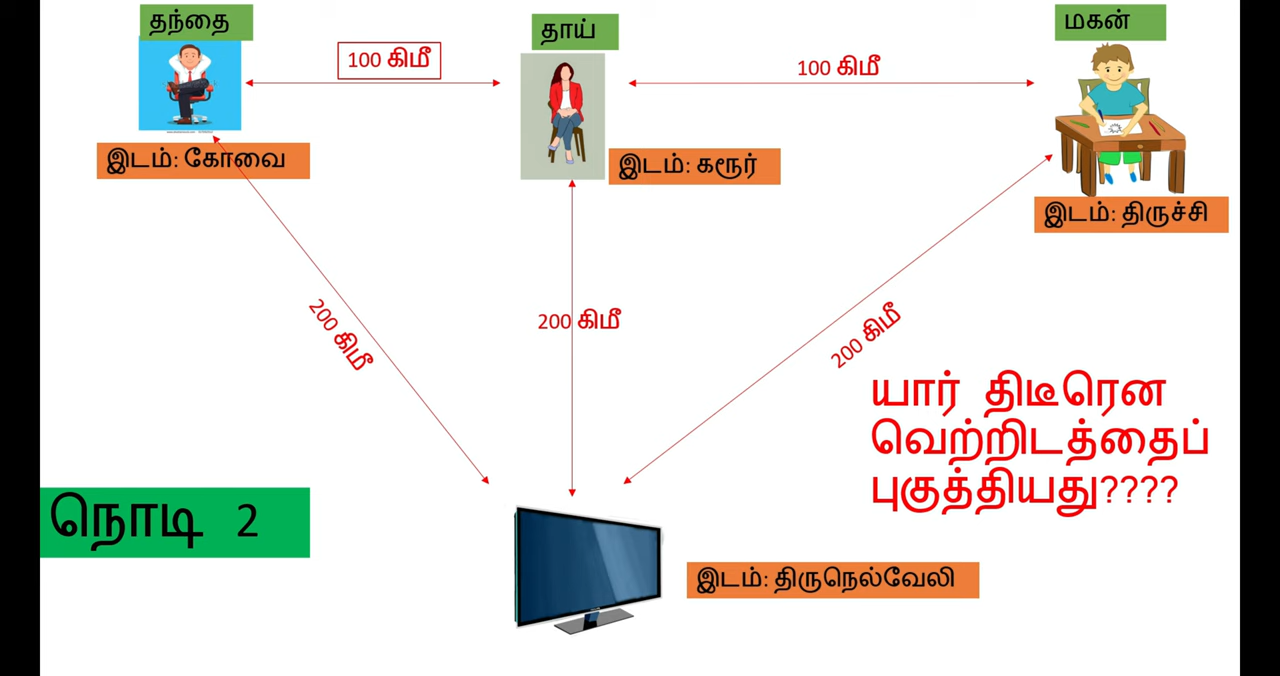 தந்தை
தாய்
மகன்
100 கிமீ
100 கிமீ
இடம்: கோவை
இடம்: கரூர்
இடம்: திருச்சி
200 கிமீ
200 கிமீ
200 கிமீ
யார் திடீரென
வெற்றிடத்தைப்
புகுத்தியது????
நொடி 2
இடம்: திருநெல்வேலி